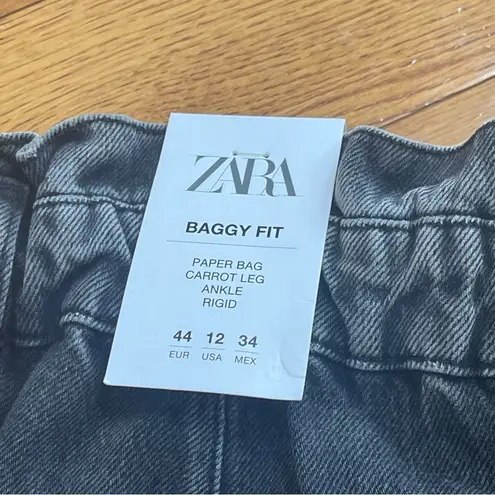 ZARA
BAGGY FIT
PAPER BAG
CARROT LEG
ANKLE
RIGID
44 12 34
EUR USA MEX